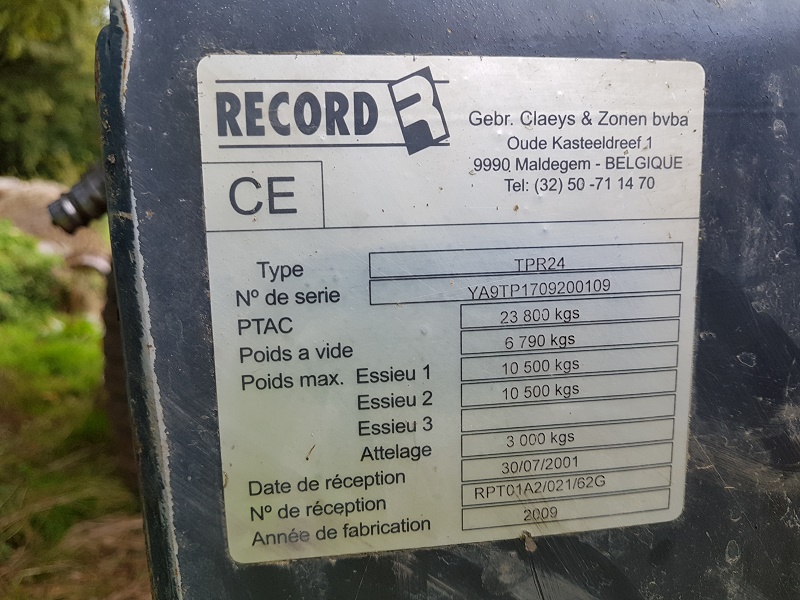 RECORD R
Gebr. Claeys & Zonen bvba
Oude Kasteeldreef 1
9990 Maldegem - BELGIQUE
Tel: (32) 50 -71 14 70
CE
Type TPR24
Nº de serie YA9TP1709200109
PTAC 23 800 kgs
Poids a vide 6 790 kgs
Poids max. Essieu 1 10 500 kgs
Essieu 2 10 500 kgs
Essieu 3
Attelage 3 000 kgs
Date de réception 30/07/2001
Nº de réception RPT01A2/021/62G
Année de fabrication 2009